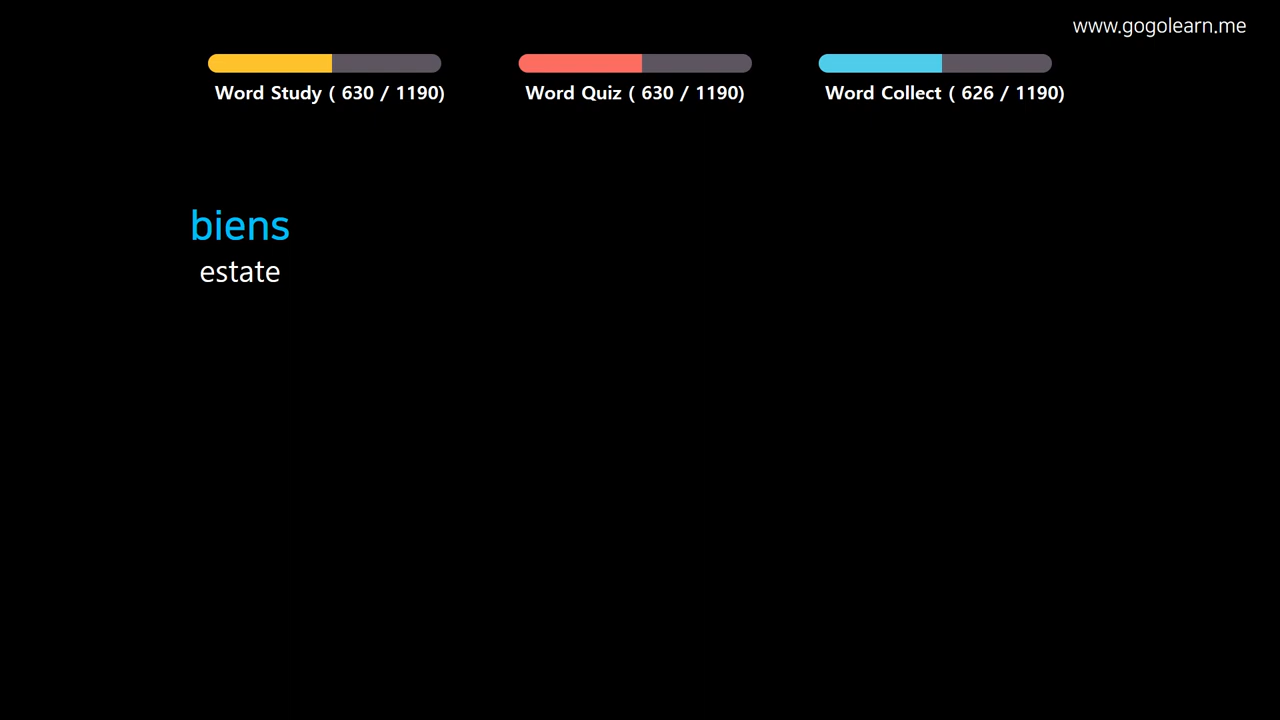 www.gogolearn.me
Word Study ( 630 / 1190)
Word Quiz ( 630 / 1190)
Word Collect ( 626 / 1190)
biens
estate